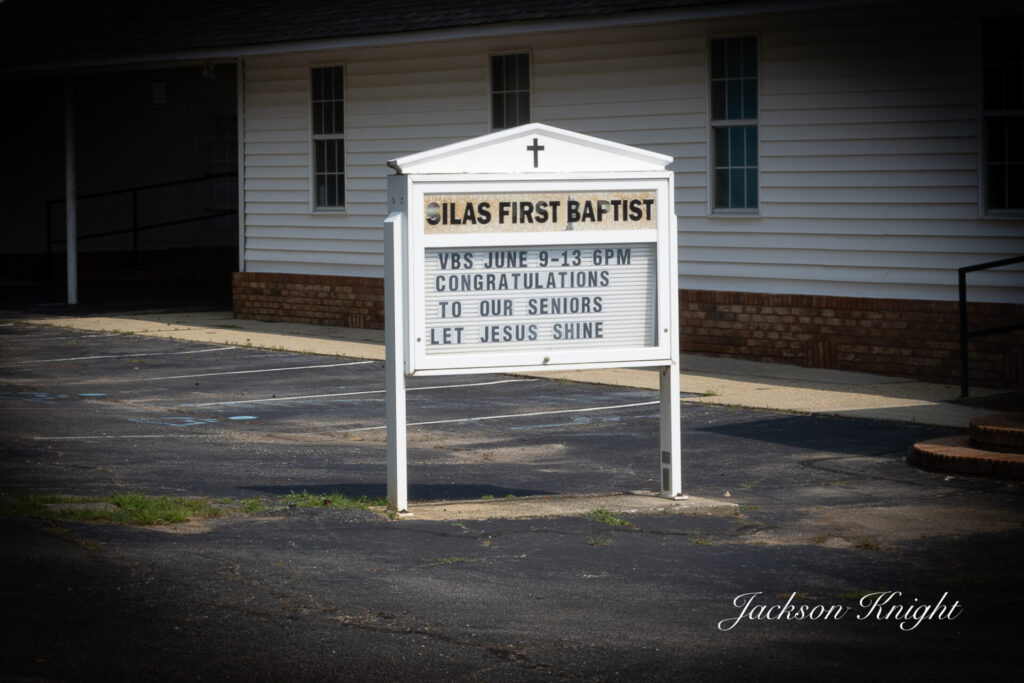 SILAS FIRST BAPTIST
VBS JUNE 9-13 6PM
CONGRATULATIONS
TO OUR SENIORS
LET JESUS SHINE
Jackson Knight